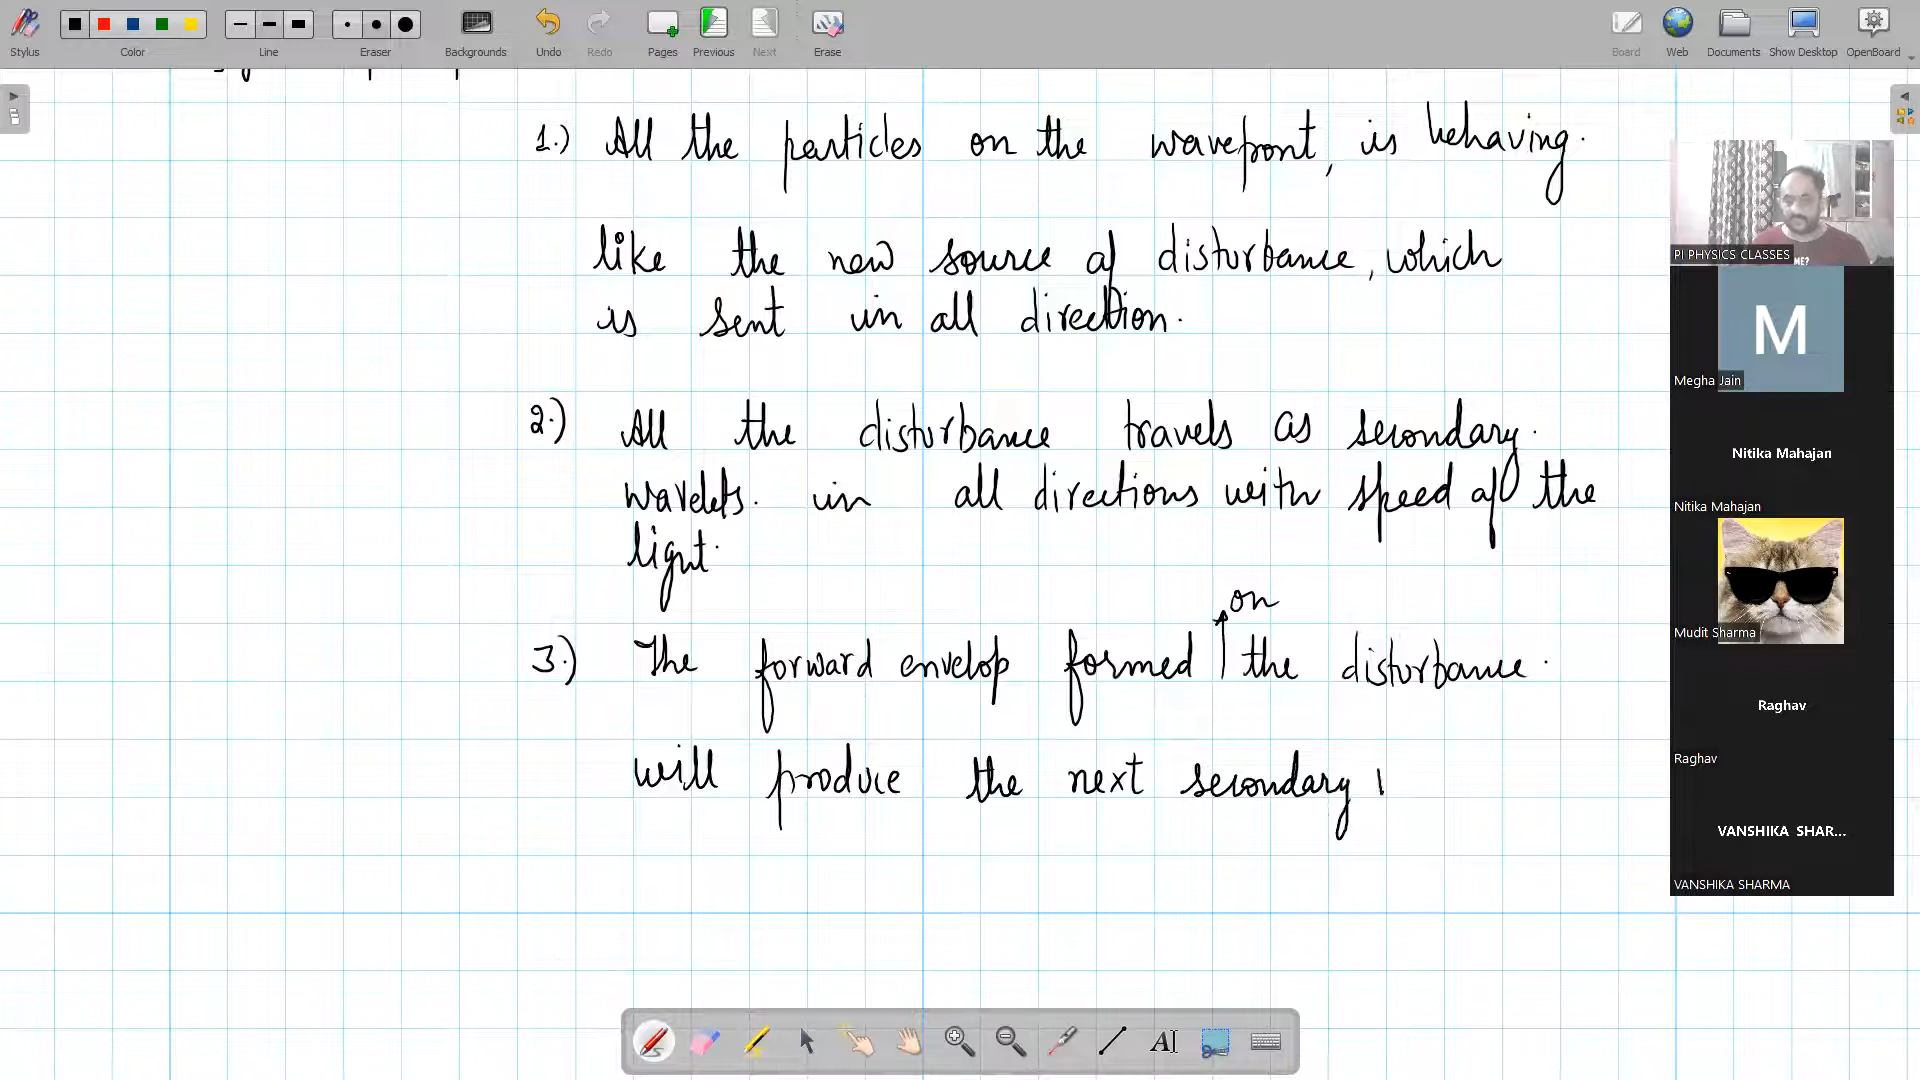 Stylus
Color
Line
Eraser
Backgrounds
Undo
Redo
Pages
Previous
Next
Erase
Board
Web
Documents
Show Desktop
OpenBoard
1.) All the particles on the wavefront, is behaving.
like the new source of disturbance, which
is sent in all direction.
2.) All the disturbance travels as secondary.
wavelets. in all directions with speed of the
light.
on
3.) The forward envelop formed the disturbance.
will produce the next secondary
PI PHYSICS CLASSES
ME?
M
Megha Jain
Nitika Mahajan
Nitika Mahajan
Mudit Sharma
Raghav
Raghav
VANSHIKA SHAR...
VANSHIKA SHARMA